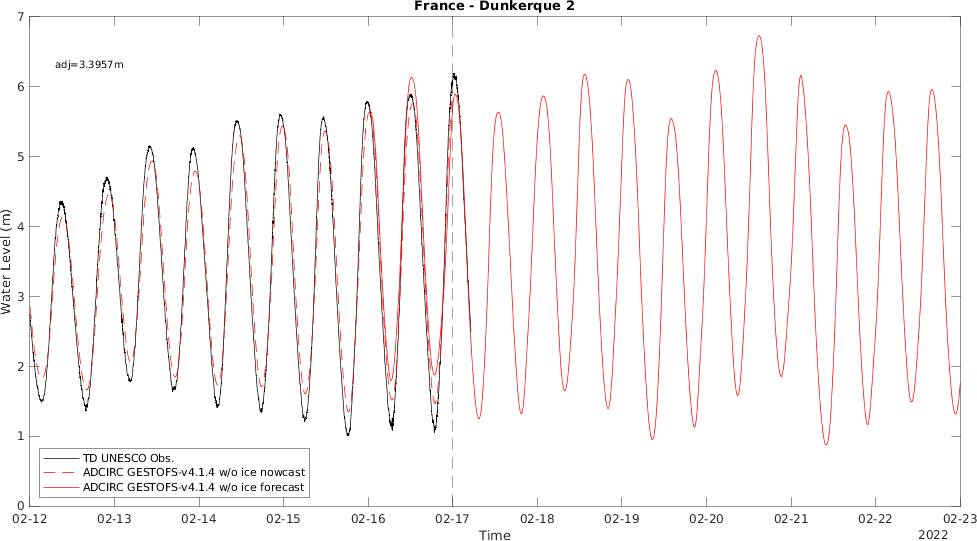 France - Dunkerque 2
adj=3.3957m
Water Level (m)
7
6
5
4
3
2
1
0
TD UNESCO Obs.
ADCIRC GESTOFS-v4.1.4 w/o ice nowcast
ADCIRC GESTOFS-v4.1.4 w/o ice forecast
02-12 02-13 02-14 02-15 02-16 02-17 02-18 02-19 02-20 02-21 02-22 02-23
Time
2022